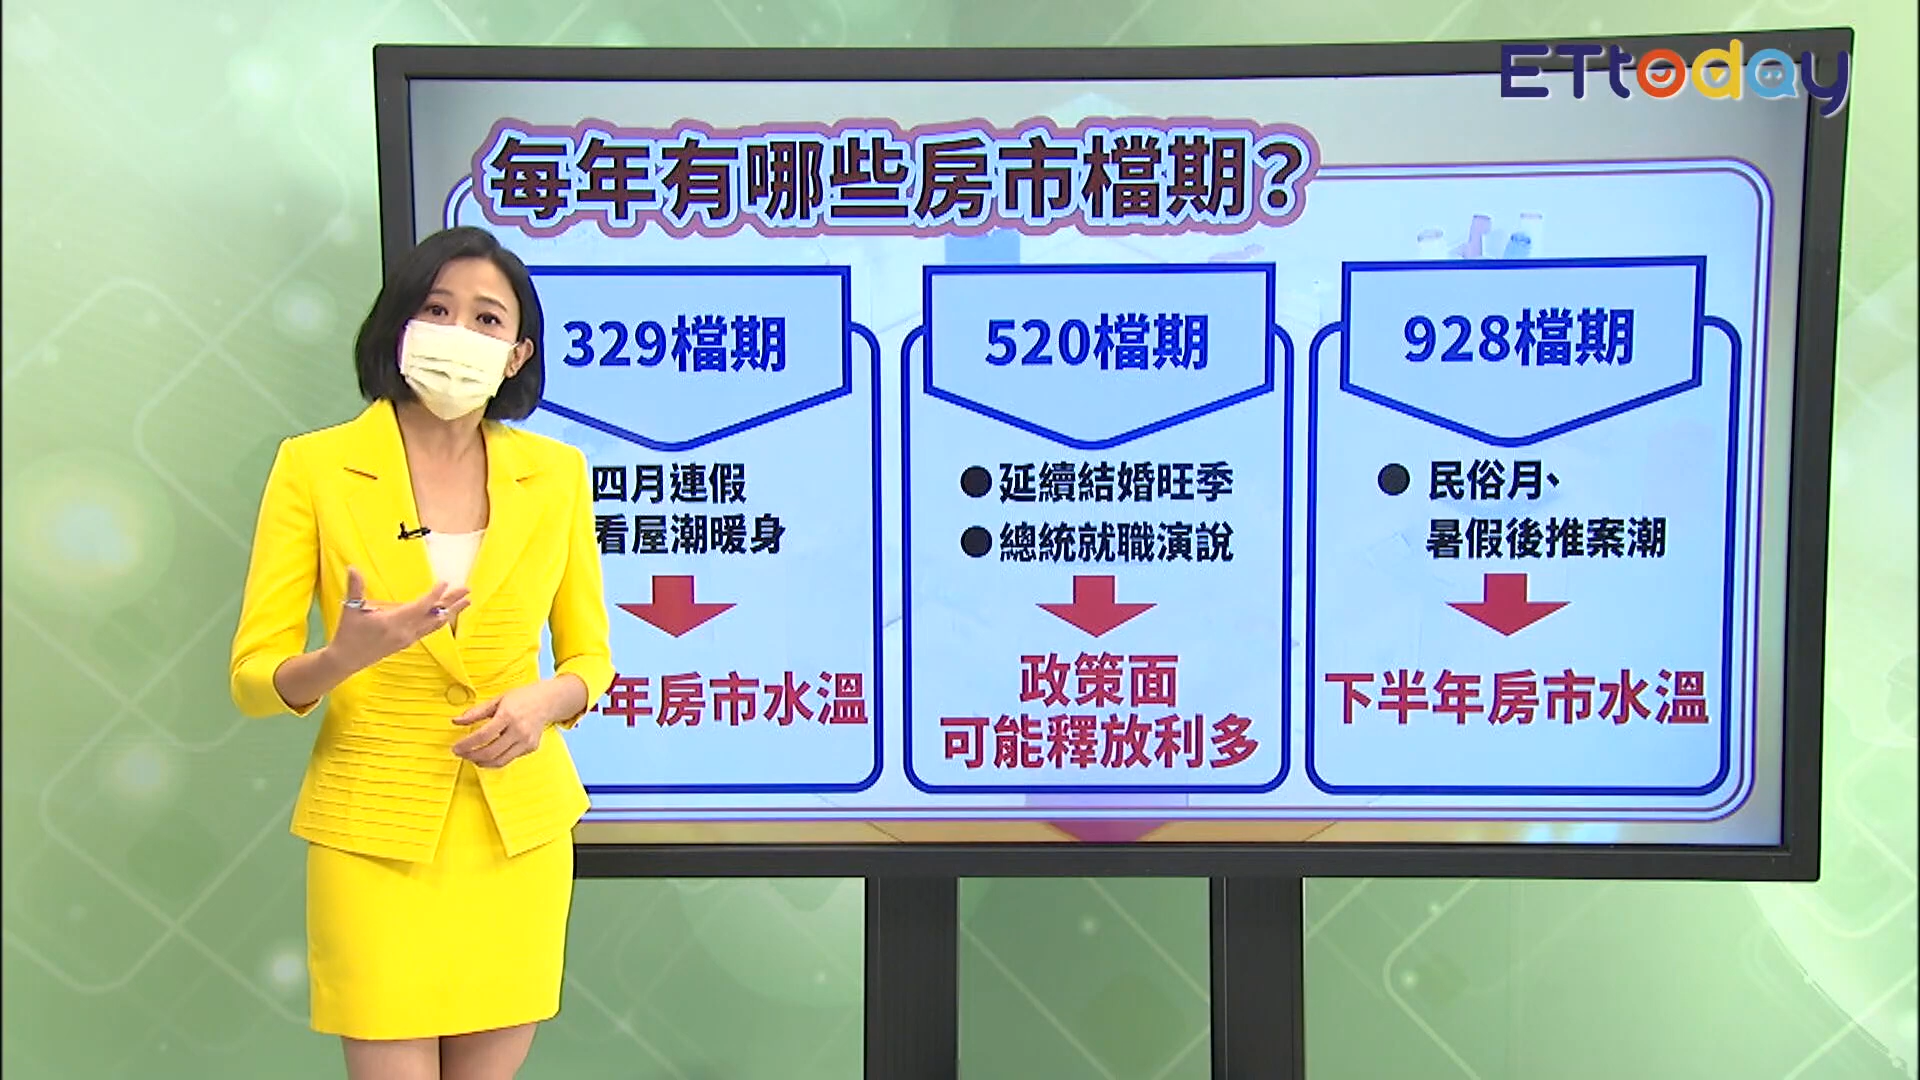 ETtoday
每年有哪些房市檔期?
329檔期
四月連假
看屋潮暖身
年房市水溫
520檔期
●延續結婚旺季
●總統就職演說
政策面
可能釋放利多
928檔期
● 民俗月、
暑假後推案潮
下半年房市水溫